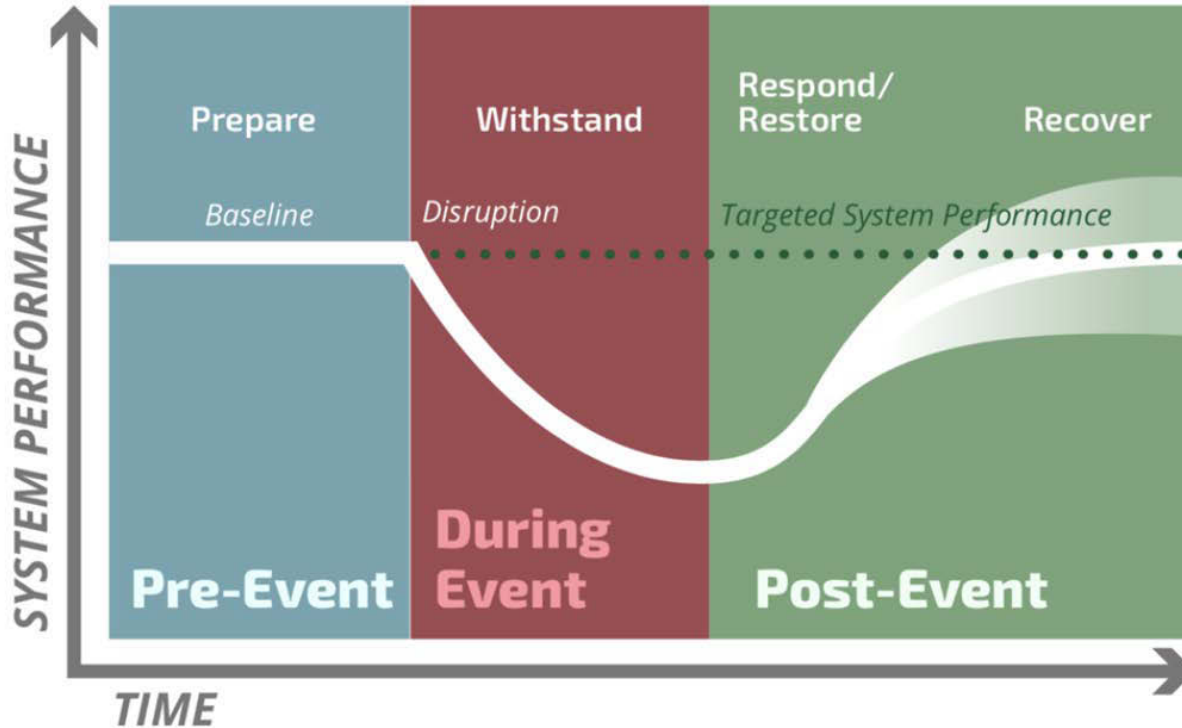 SYSTEM PERFORMANCE
Prepare
Withstand
Respond/
Restore
Recover
Baseline
Disruption
Targeted System Performance
Pre-Event
During
Event
Post-Event
TIME